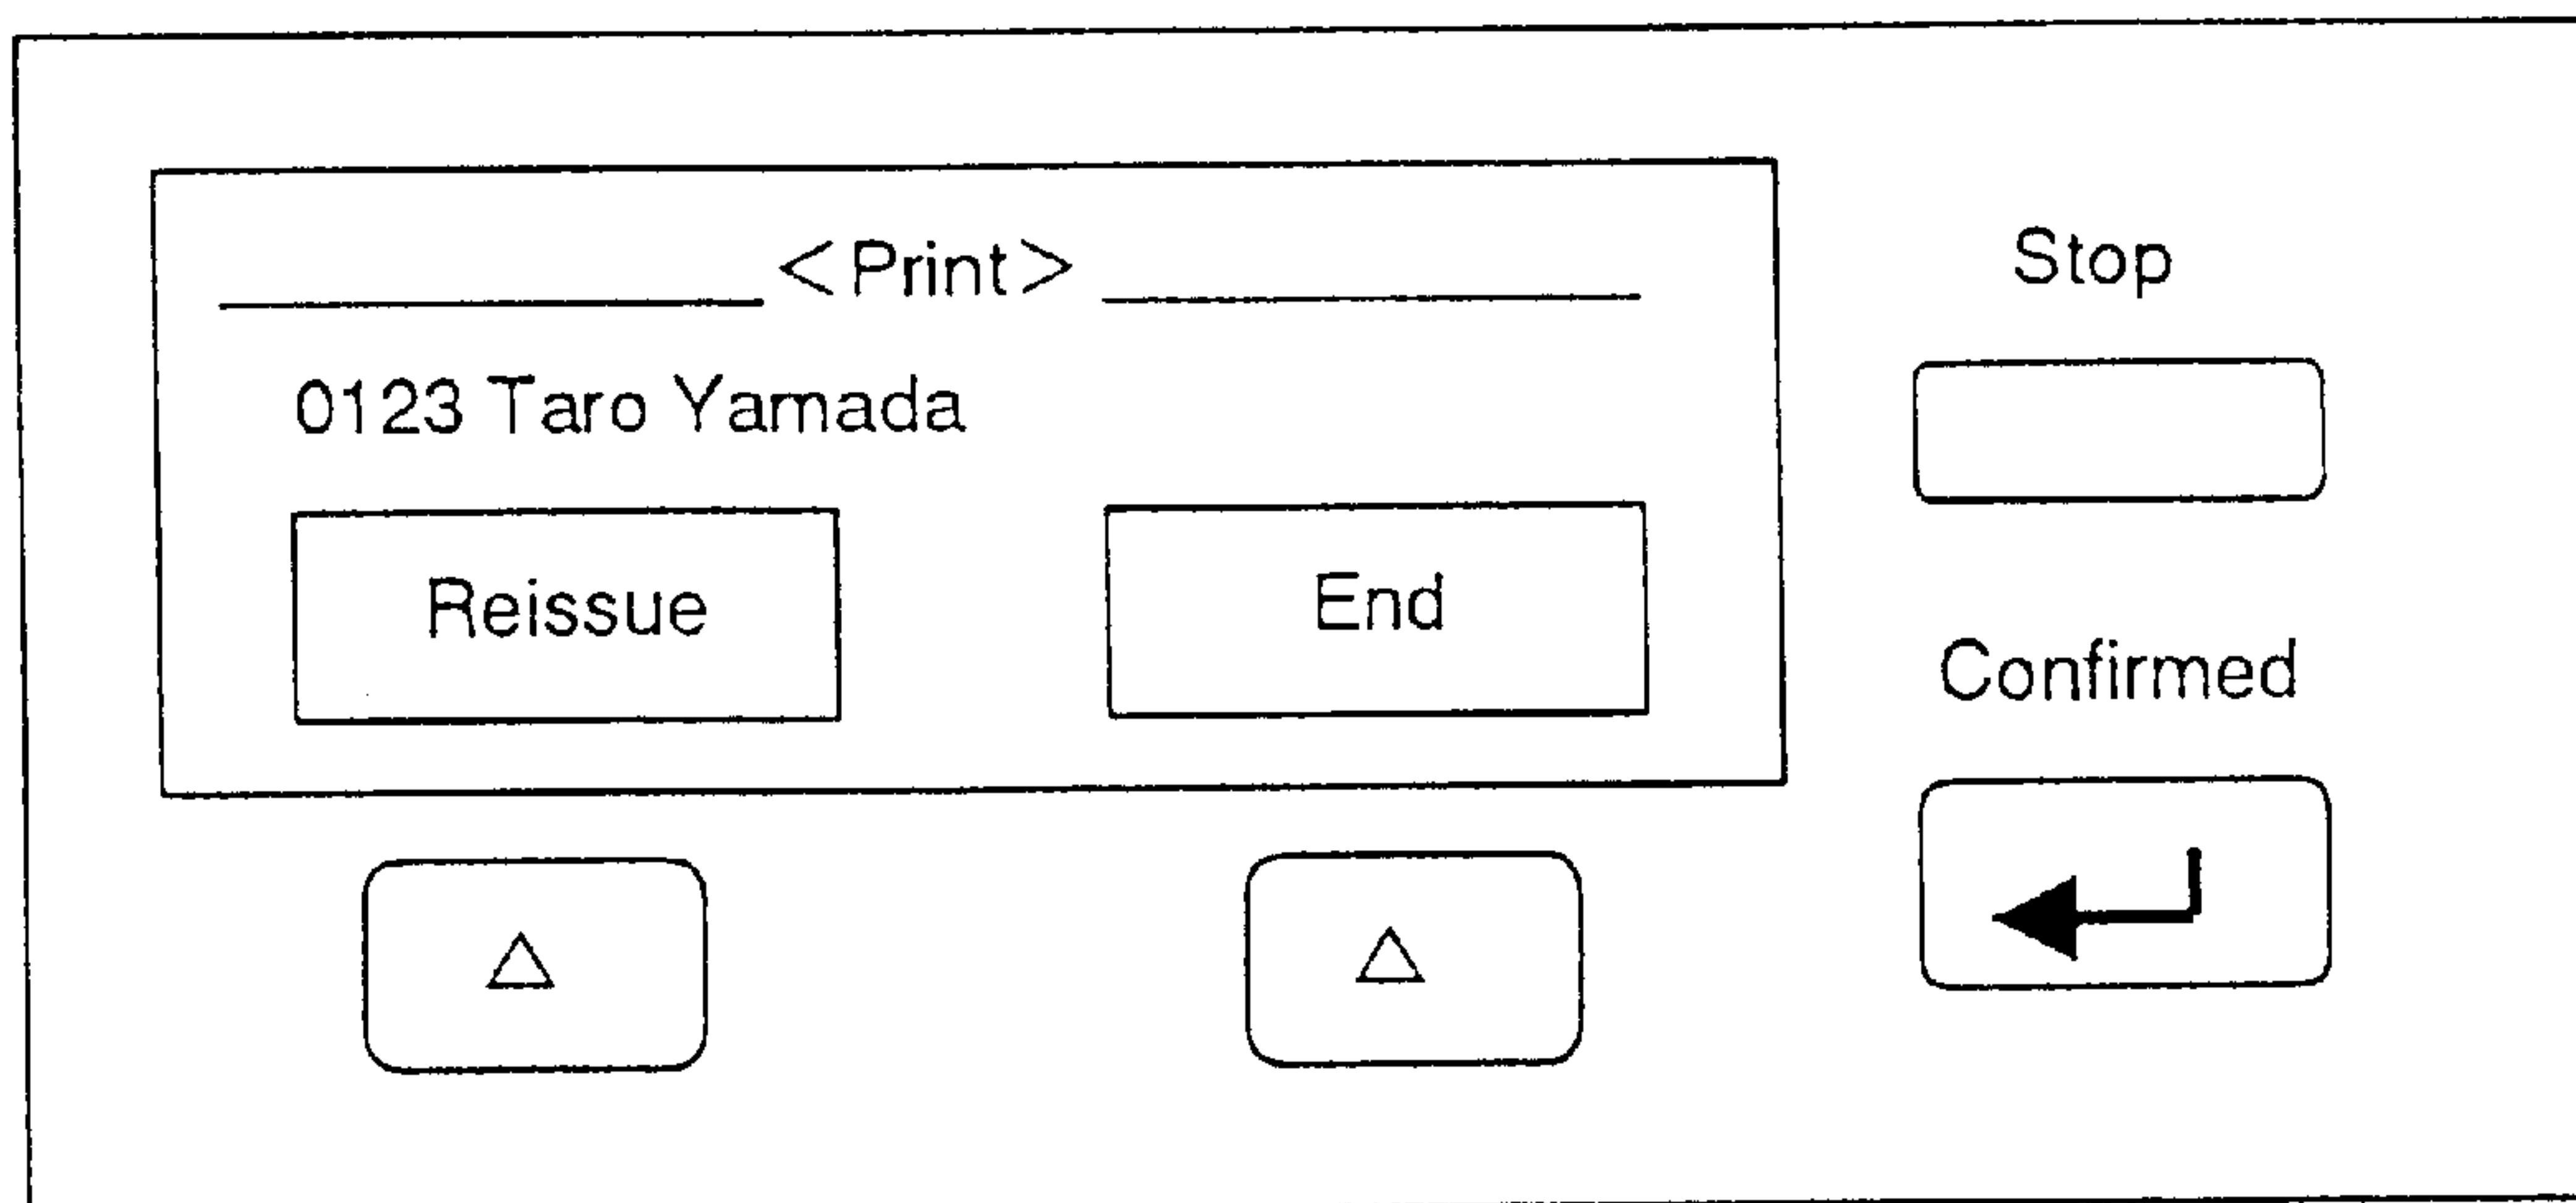 <Print>
0123 Taro Yamada
Reissue
End
Stop
Confirmed